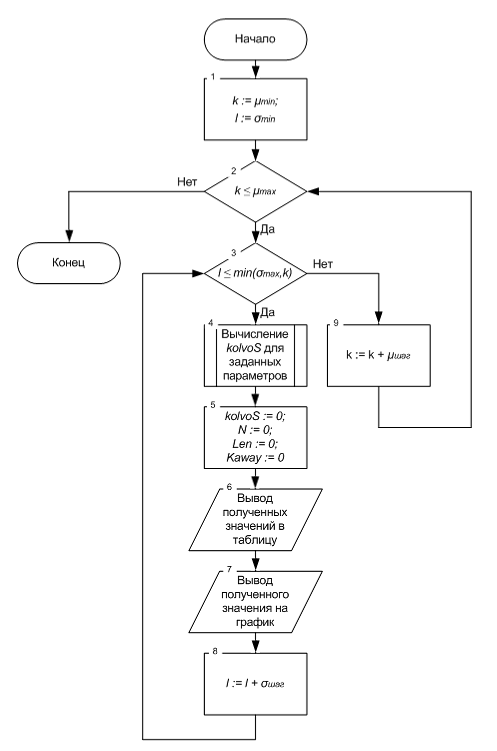 Начало
1
k := μmin;
l := σmin
2
k ≤ μmax
Нет
Да
Конец
3
l ≤ min(σmax,k)
Нет
Да
4
Вычисление
kolvoS для
заданных
параметров
9
k := k + μшаг
5
kolvoS := 0;
N := 0;
Len := 0;
Kaway := 0
6
Вывод
полученных
значений в
таблицу
7
Вывод
полученного
значения на
график
8
l := l + σшаг